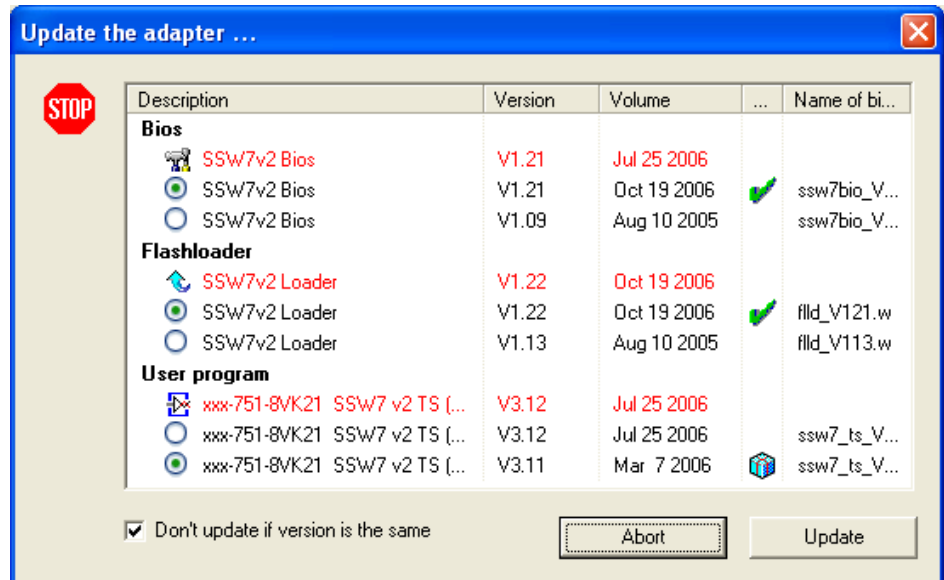 Update the adapter ...
STOP
Description Version Volume ... Name of bi...
Bios
SSW7v2 Bios V1.21 Jul 25 2006
SSW7v2 Bios V1.21 Oct 19 2006 ssw7bio_V...
SSW7v2 Bios V1.09 Aug 10 2005 ssw7bio_V...
Flashloader
SSW7v2 Loader V1.22 Oct 19 2006
SSW7v2 Loader V1.22 Oct 19 2006 flld_V121.w
SSW7v2 Loader V1.13 Aug 10 2005 flld_V113.w
User program
xxx-751-8VK21 SSW7 v2 TS (... V3.12 Jul 25 2006
xxx-751-8VK21 SSW7 v2 TS (... V3.12 Jul 25 2006 ssw7_ts_V...
xxx-751-8VK21 SSW7 v2 TS (... V3.11 Mar 7 2006 ssw7_ts_V...
Don't update if version is the same Abort Update